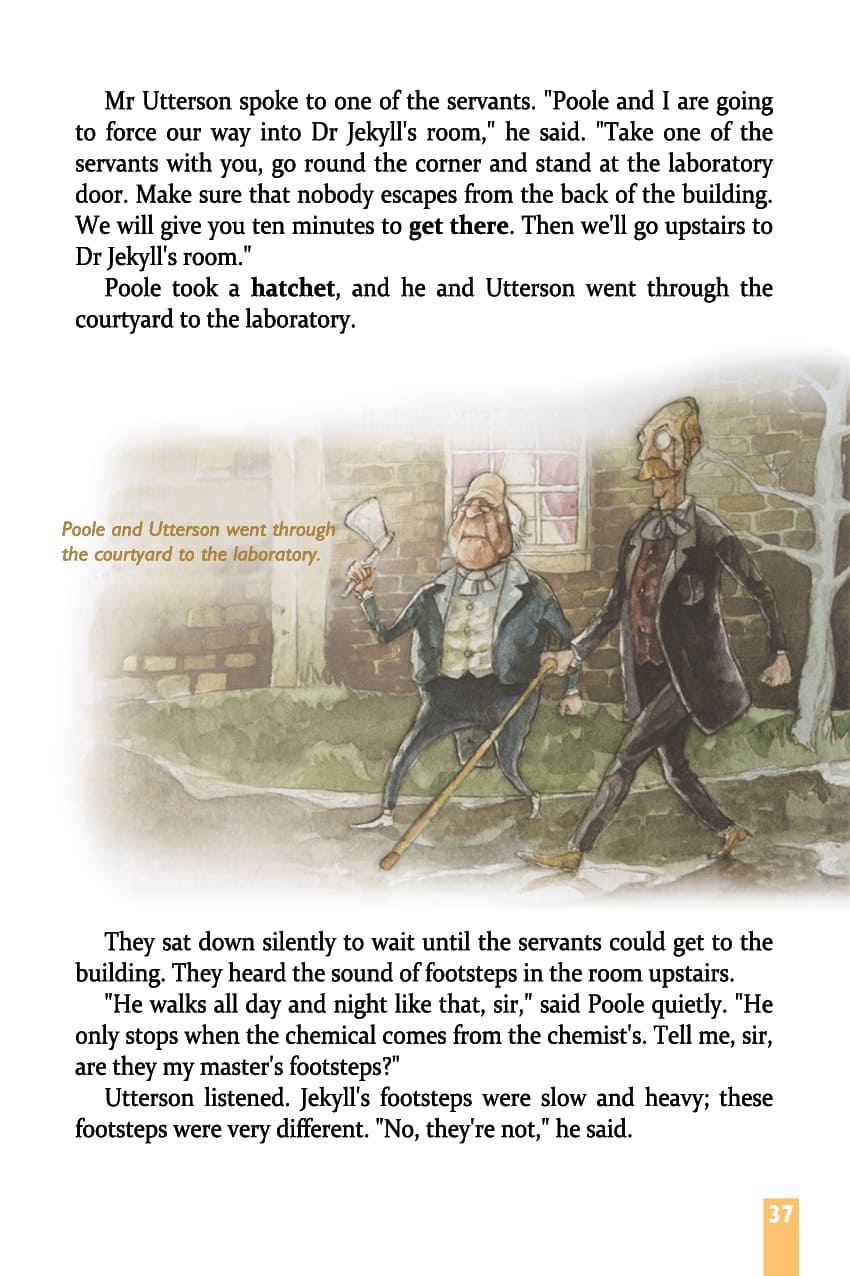 Mr Utterson spoke to one of the servants. "Poole and I are going
to force our way into Dr Jekyll's room," he said. "Take one of the
servants with you, go round the corner and stand at the laboratory
door. Make sure that nobody escapes from the back of the building.
We will give you ten minutes to get there. Then we'll go upstairs to
Dr Jekyll's room."
Poole took a hatchet, and he and Utterson went through the
courtyard to the laboratory.
Poole and Utterson went through
the courtyard to the laboratory.
They sat down silently to wait until the servants could get to the
building. They heard the sound of footsteps in the room upstairs.
"He walks all day and night like that, sir," said Poole quietly. "He
only stops when the chemical comes from the chemist's. Tell me, sir,
are they my master's footsteps?"
Utterson listened. Jekyll's footsteps were slow and heavy; these
footsteps were very different. "No, they're not," he said.
37